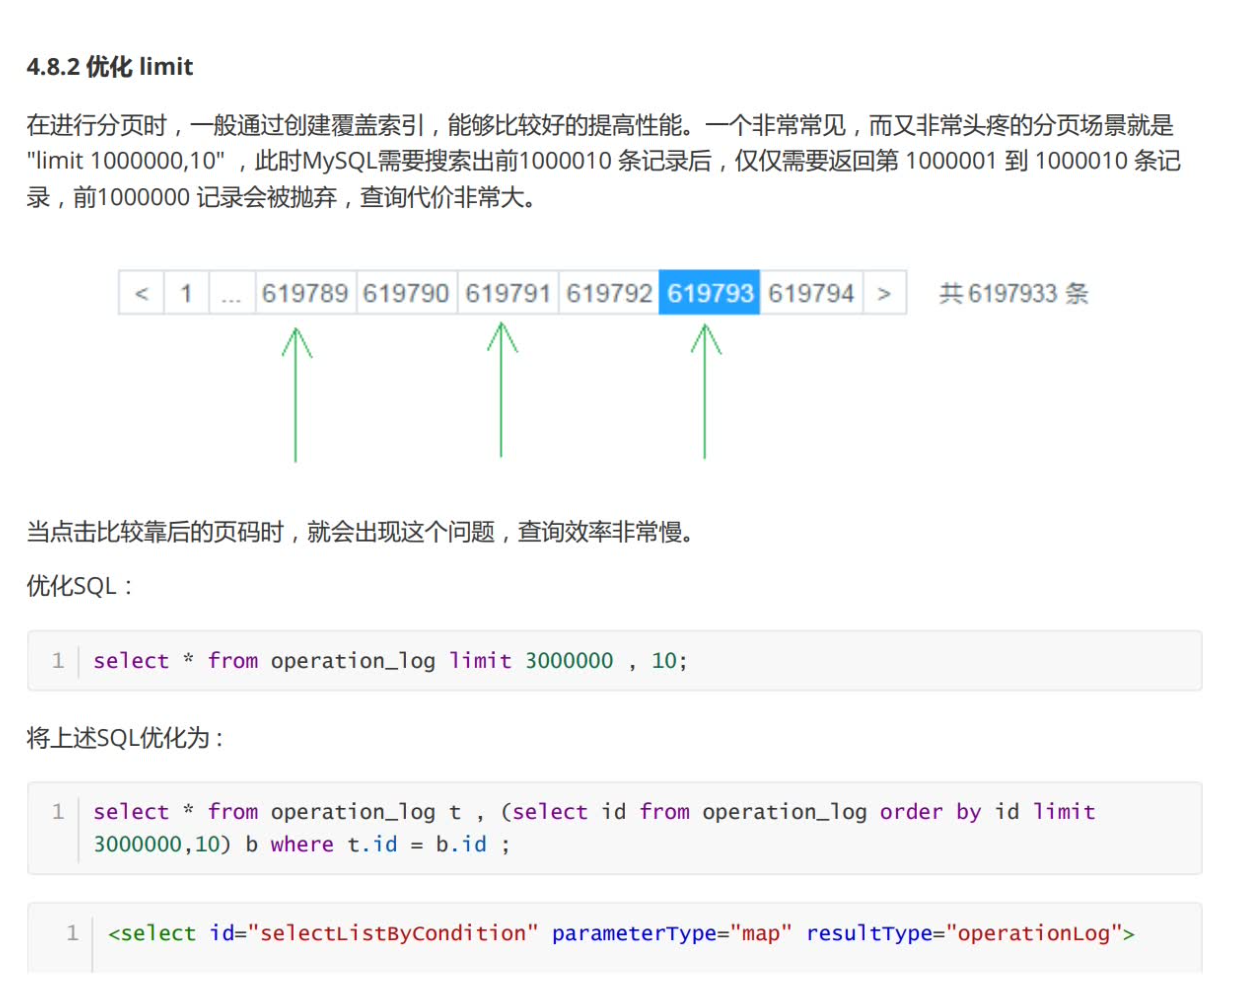 4.8.2 优化 limit
在进行分页时，一般通过创建覆盖索引，能够比较好的提高性能。一个非常常见，而又非常头疼的分页场景就是
"limit 1000000,10" ，此时MySQL需要搜索出前1000010 条记录后，仅仅需要返回第 1000001 到 1000010 条记
录，前1000000 记录会被抛弃，查询代价非常大。
< 1 ... 619789 619790 619791 619792 619793 619794 > 共 6197933 条
当点击比较靠后的页码时，就会出现这个问题，查询效率非常慢。
优化SQL：
1 select * from operation_log limit 3000000 , 10;
将上述SQL优化为：
1 select * from operation_log t , (select id from operation_log order by id limit
3000000,10) b where t.id = b.id ;
1 <select id="selectListByCondition" parameterType="map" resultType="operationLog">